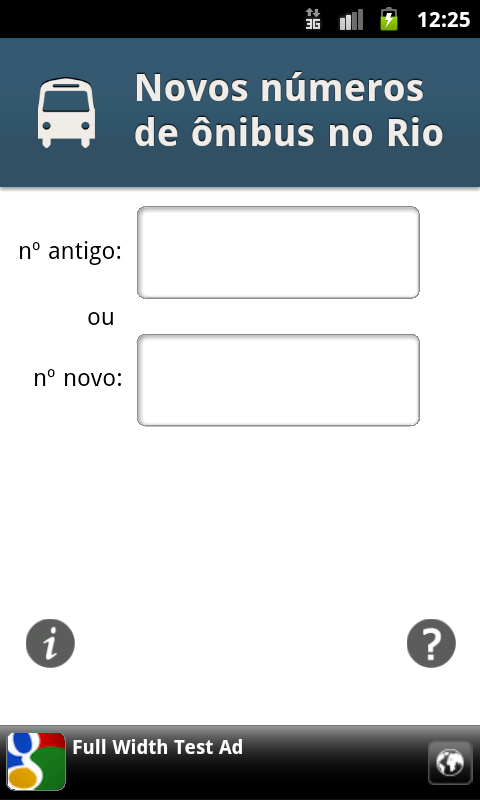 3G 12:25
Novos números
de ônibus no Rio
nº antigo:
ou
nº novo:
i ?
g Full Width Test Ad